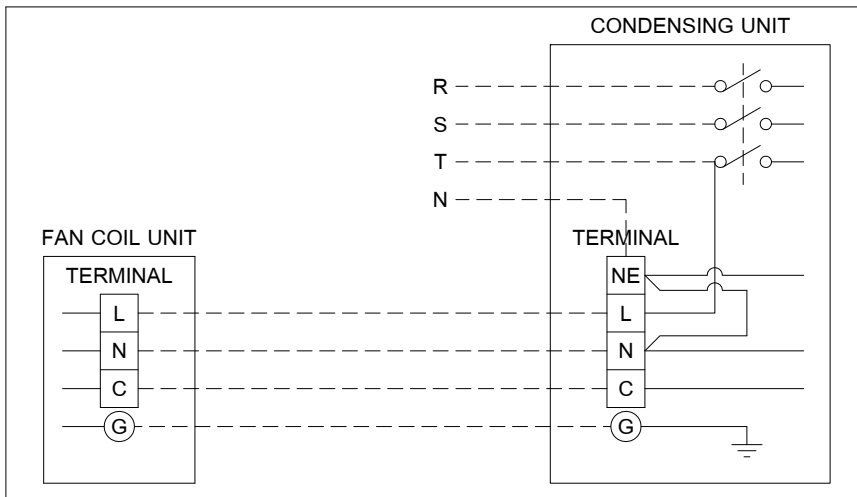 CONDENSING UNIT
R
S
T
N
FAN COIL UNIT
TERMINAL
TERMINAL
NE
L
L
N
N
C
C
G
G